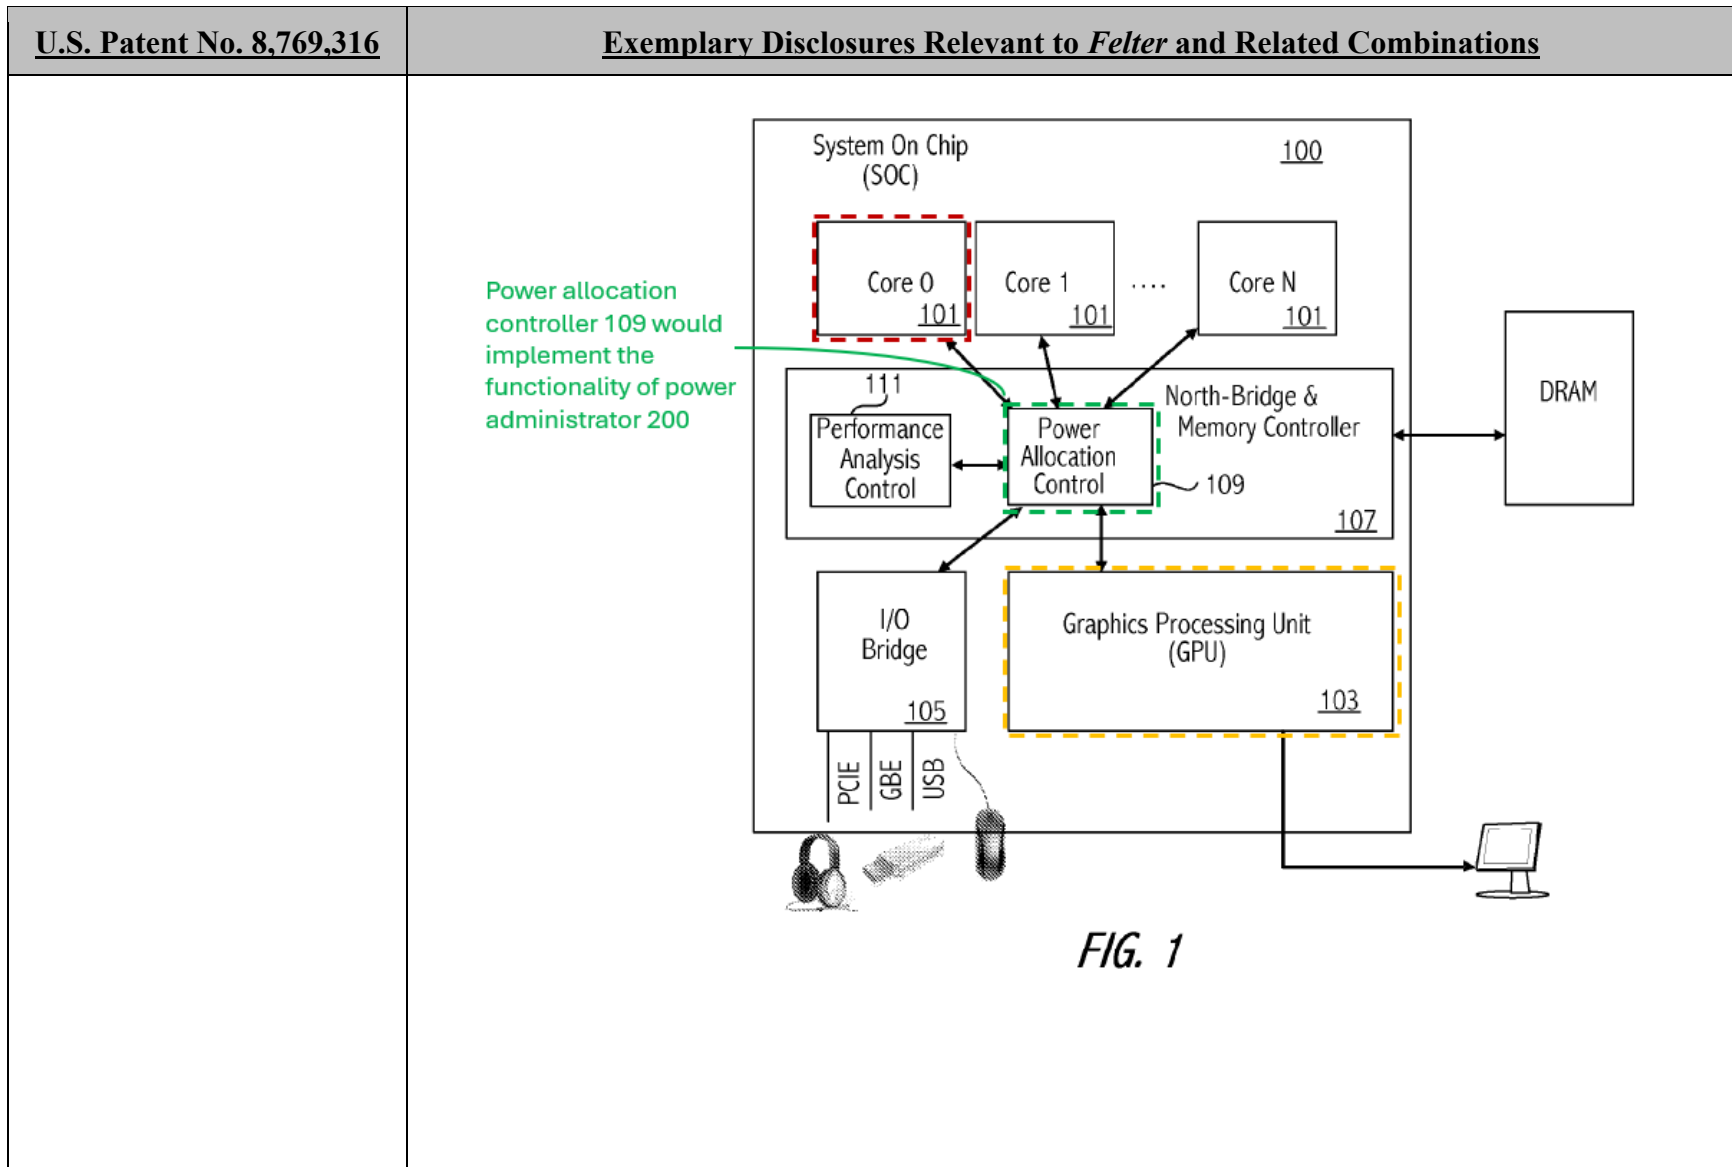 U.S. Patent No. 8,769,316
Exemplary Disclosures Relevant to Felter and Related Combinations
System On Chip
(SOC)
100
Core 0
101
Core 1
101
....
Core N
101
Power allocation
controller 109 would
implement the
functionality of power
administrator 200
111
Performance
Analysis
Control
Power
Allocation
Control
109
North-Bridge &
Memory Controller
107
DRAM
I/O
Bridge
105
Graphics Processing Unit
(GPU)
103
PCIE
GBE
USB
FIG. 1